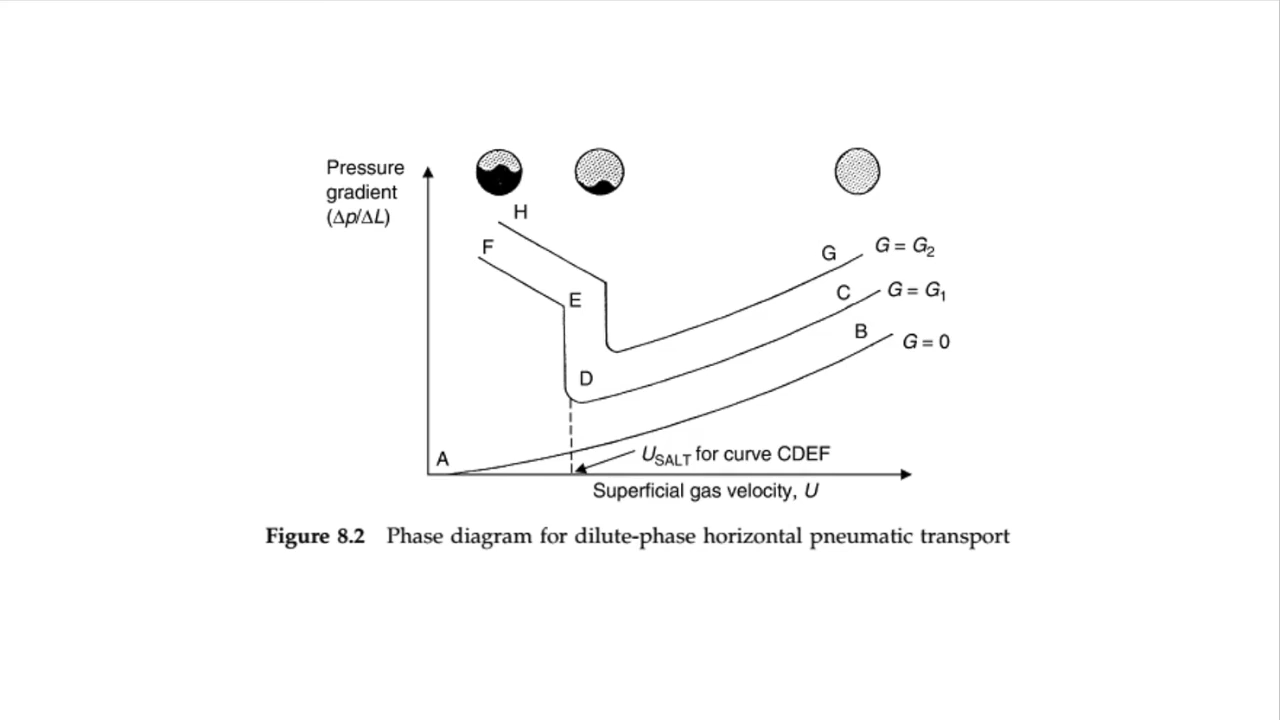 Pressure
gradient
(Δp/ΔL)
H
F
E
D
A
G
G = G2
C
G = G1
B
G = 0
USALT for curve CDEF
Superficial gas velocity, U
Figure 8.2 Phase diagram for dilute-phase horizontal pneumatic transport